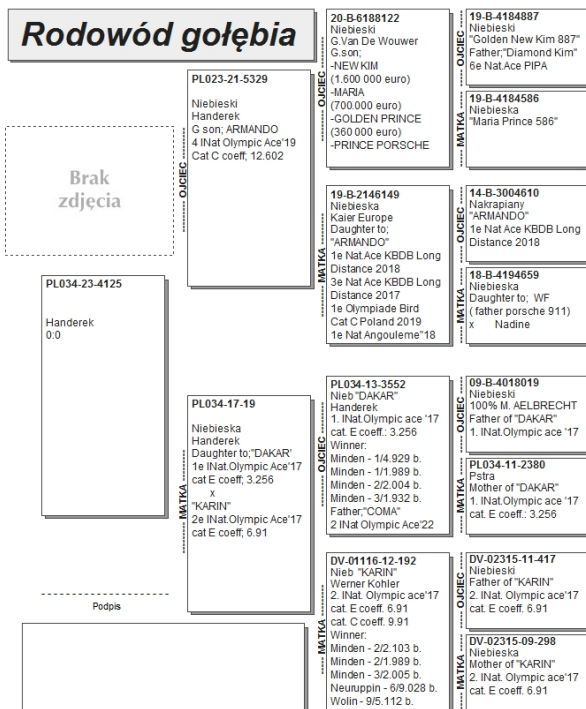 Rodowód gołębia
Brak
zdjęcia
PL034-23-4125
Handerek
0:0
Podpis
OJCIEC
PL023-21-5329
Niebieski
Handerek
G son; ARMANDO
4 INat Olympic Ace'19
Cat C coeff; 12.602
MATKA
PL034-17-19
Niebieska
Handerek
Daughter to;"DAKAR'
1e INat.Olympic Ace'17
cat E coeff; 3.256
x
"KARIN"
2e INat.Olympic Ace'17
cat E coeff; 6.91
OJCIEC
20-B-6188122
Niebieski
G.Van De Wouwer
G.son;
-NEW KIM
(1.600 000 euro)
-MARIA
(700.000 euro)
-GOLDEN PRINCE
(360 000 euro)
-PRINCE PORSCHE
MATKA
19-B-2146149
Niebieska
Kaier Europe
Daughter to;
"ARMANDO"
1e Nat.Ace KBDB Long
Distance 2018
3e Nat Ace KBDB Long
Distance 2017
1e Olympiade Bird
Cat C Poland 2019
1e Nat Angouleme"18
OJCIEC
PL034-13-3552
Nieb "DAKAR"
Handerek
1. INat.Olympic ace '17
cat. E coeff.: 3.256
Winner:
Minden - 1/4.929 b.
Minden - 1/1.989 b.
Minden - 2/2.004 b.
Minden - 3/1.932 b.
Father;"COMA"
2 INat Olympic Ace'22
MATKA
DV-01116-12-192
Nieb "KARIN"
Werner Kohler
2. INat. Olympic ace'17
cat. E coeff. 6.91
cat. C coeff. 9.91
Winner:
Minden - 2/2.103 b.
Minden - 2/1.989 b.
Minden - 3/2.005 b.
Neuruppin - 6/9.028 b.
Wolin - 9/5.112 b.
OJCIEC
19-B-4184887
Niebieski
"Golden New Kim 887"
Father;"Diamond Kim"
6e Nat.Ace PIPA
MATKA
19-B-4184586
Niebieska
"Maria Prince 586"
OJCIEC
14-B-3004610
Nakrapiany
"ARMANDO"
1e Nat Ace KBDB Long
Distance 2018
MATKA
18-B-4194659
Niebieska
Daughter to; WF
( father porsche 911)
x Nadine
OJCIEC
09-B-4018019
Niebieski
100% M. AELBRECHT
Father of "DAKAR"
1. INat.Olympic ace '17
MATKA
PL034-11-2380
Pstra
Mother of "DAKAR"
1. INat.Olympic ace '17
cat. E coeff.: 3.256
OJCIEC
DV-02315-11-417
Niebieski
Father of "KARIN"
2. INat. Olympic ace'17
cat. E coeff. 6.91
MATKA
DV-02315-09-298
Niebieska
Mother of "KARIN"
2. INat. Olympic ace'17
cat. E coeff. 6.91